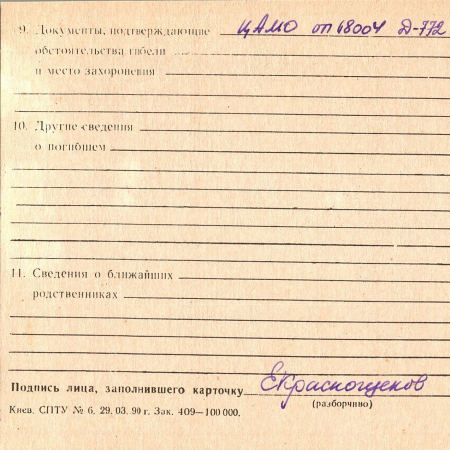 9. Документы, подтверждающие ЦАМО оп 68004 Д-772
обстоятельства гибели
и место захоронения
10. Другие сведения
о погибшем
11. Сведения о ближайших
родственниках
Подпись лица, заполнившего карточку ЕКрасногценов
(разборчиво)
Киев. СПТУ № 6. 29. 03. 90 г. Зак. 409—100 000.